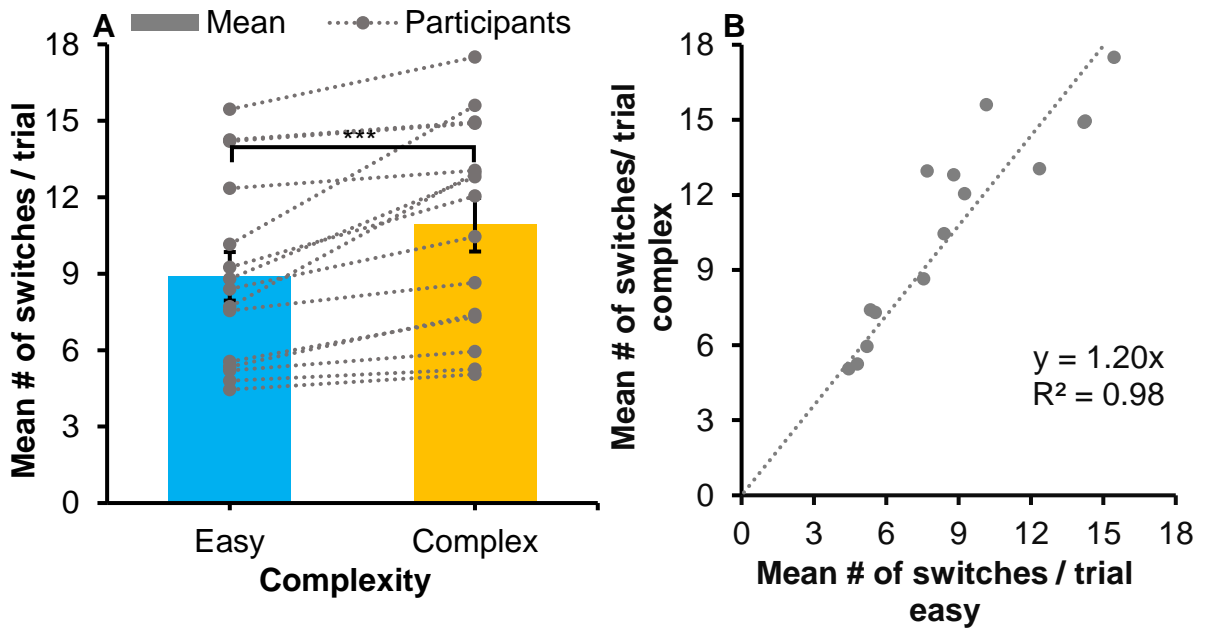 A
Mean
Participants
Mean # of switches / trial
18
15
12
9
6
3
0
***
Easy
Complex
Complexity
B
Mean # of switches/ trial
complex
18
15
12
9
6
3
0
y = 1.20x
R² = 0.98
0 3 6 9 12 15 18
Mean # of switches / trial
easy